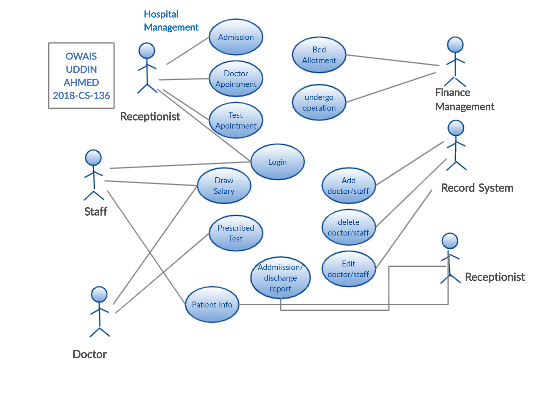 Hospital
Management
OWAIS
UDDIN
AHMED
2018-CS-136
Receptionist
Admission
Doctor
Apointment
Test
Apointment
Bed
Allotment
undergo
operation
Finance
Management
Login
Staff
Draw
Salary
Add
doctor/staff
Record System
Prescribed
Test
delete
doctor/staff
Addmission/
discharge
report
Edit
doctor/staff
Receptionist
Patient Info
Doctor